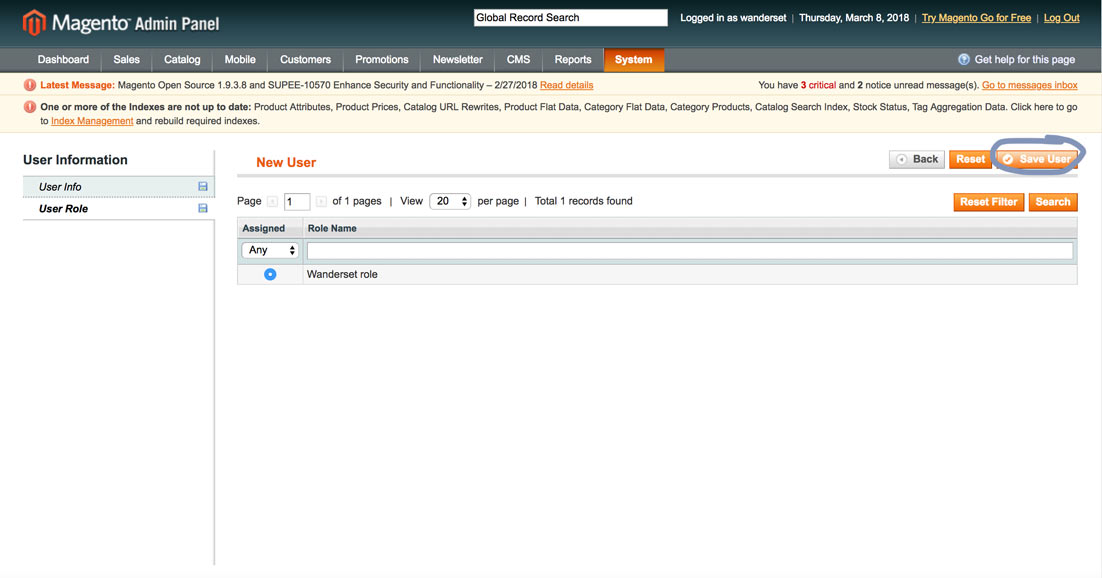 Magento Admin Panel
Global Record Search
Logged in as wanderset | Thursday, March 8, 2018 | Try Magento Go for Free | Log Out
Dashboard Sales Catalog Mobile Customers Promotions Newsletter CMS Reports System Get help for this page
Latest Message: Magento Open Source 1.9.3.8 and SUPEE-10570 Enhance Security and Functionality – 2/27/2018 Read details You have 3 critical and 2 notice unread message(s). Go to messages inbox
One or more of the Indexes are not up to date: Product Attributes, Product Prices, Catalog URL Rewrites, Product Flat Data, Category Flat Data, Category Products, Catalog Search Index, Stock Status, Tag Aggregation Data. Click here to go
to Index Management and rebuild required indexes.
User Information
User Info
User Role
New User Back Reset Save User
Page 1 of 1 pages | View 20 per page | Total 1 records found Reset Filter Search
Assigned Role Name
Any
Wanderset role